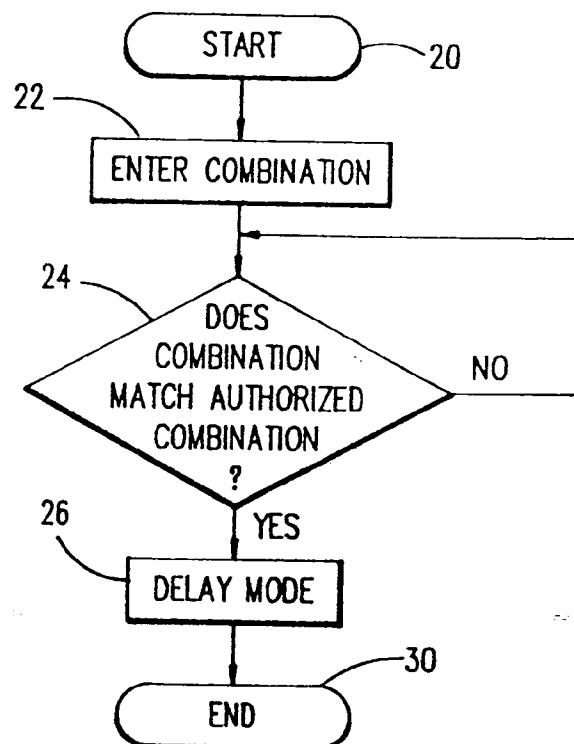 START
20
22
ENTER COMBINATION
24
DOES
COMBINATION
MATCH AUTHORIZED
COMBINATION
?
NO
YES
26
DELAY MODE
30
END